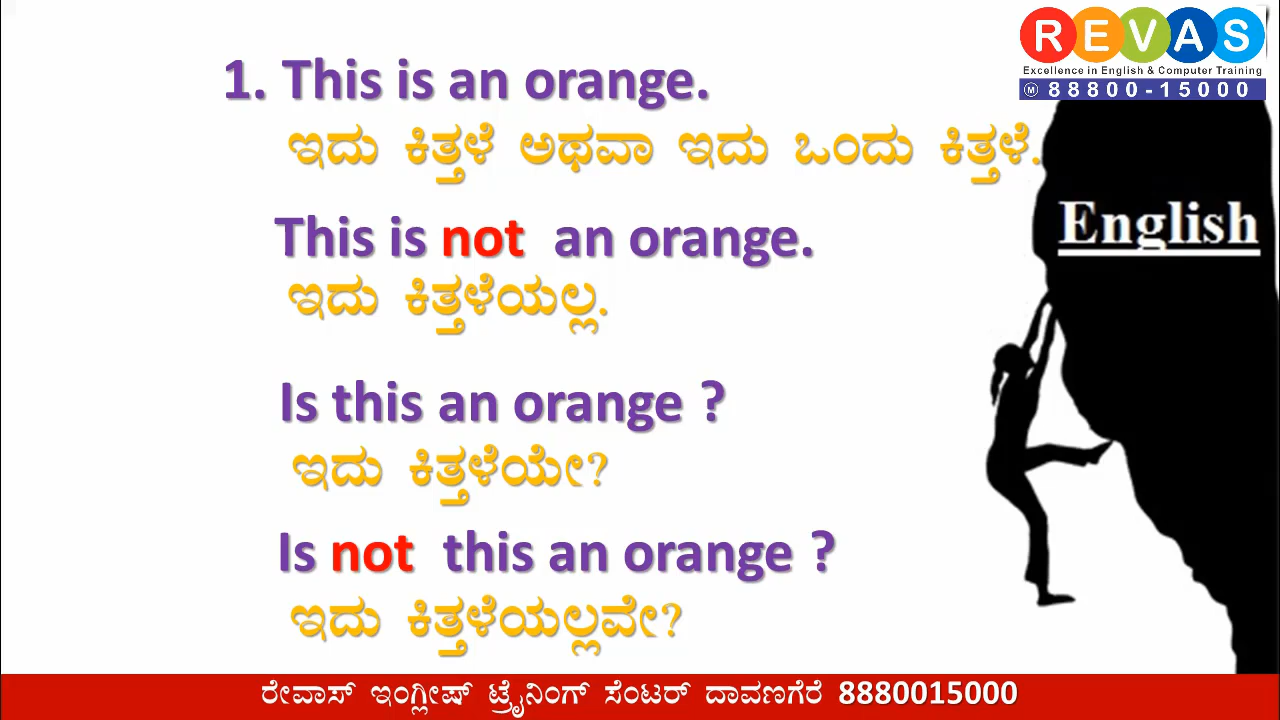 REVAS
Excellence in English & Computer Training
M 88800-15000
1. This is an orange.
ಇದು ಕಿತ್ತಳೆ ಅಥವಾ ಇದು ಒಂದು ಕಿತ್ತಳೆ.
This is not an orange.
ಇದು ಕಿತ್ತಳೆಯಲ್ಲ.
English
Is this an orange ?
ಇದು ಕಿತ್ತಳೆಯೇ?
Is not this an orange ?
ಇದು ಕಿತ್ತಳೆಯಲ್ಲವೇ?
ರೇವಾಸ್ ಇಂಗ್ಲೀಷ್ ಟ್ರೈನಿಂಗ್ ಸೆಂಟರ್ ದಾವಣಗೆರೆ 8880015000